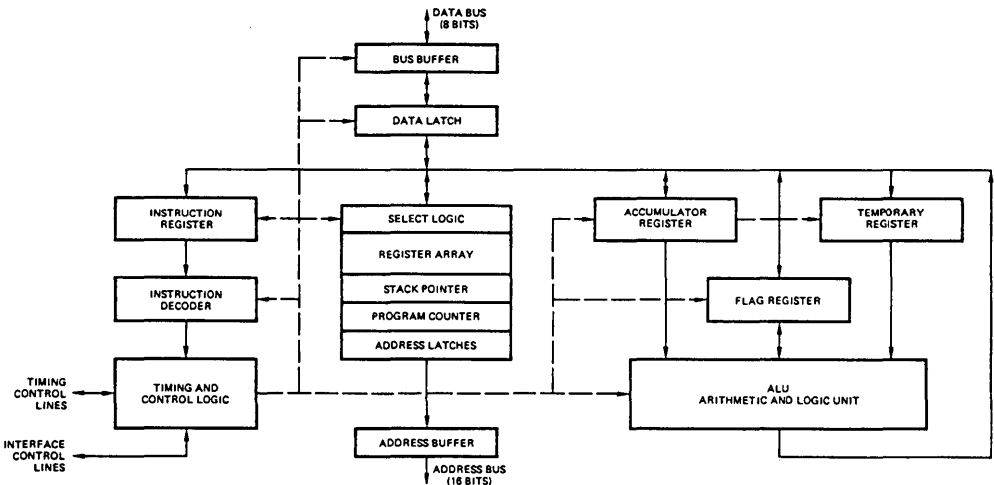 DATA BUS
(8 BITS)
BUS BUFFER
DATA LATCH
INSTRUCTION
REGISTER
SELECT LOGIC
ACCUMULATOR
REGISTER
TEMPORARY
REGISTER
REGISTER ARRAY
STACK POINTER
INSTRUCTION
DECODER
FLAG REGISTER
PROGRAM COUNTER
ADDRESS LATCHES
TIMING
CONTROL
LINES
TIMING AND
CONTROL LOGIC
ALU
ARITHMETIC AND LOGIC UNIT
INTERFACE
CONTROL
LINES
ADDRESS BUFFER
ADDRESS BUS
(16 BITS)